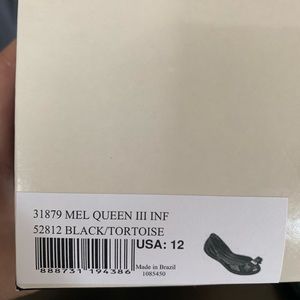 31879 MEL QUEEN III INF
52812 BLACK/TORTOISE
USA: 12
888731 194386
Made in Brazil
1085450